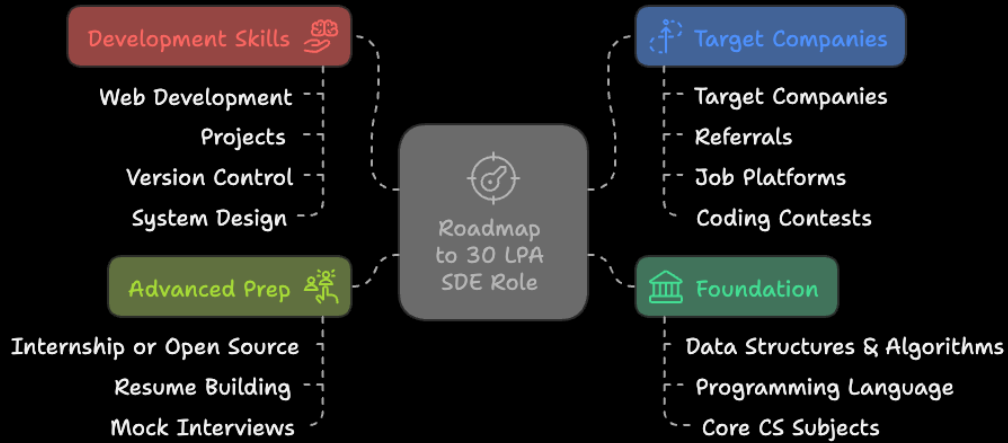 Development Skills
Web Development
Projects
Version Control
System Design
Advanced Prep
Internship or Open Source
Resume Building
Mock Interviews
Roadmap
to 30 LPA
SDE Role
Target Companies
Target Companies
Referrals
Job Platforms
Coding Contests
Foundation
Data Structures & Algorithms
Programming Language
Core CS Subjects